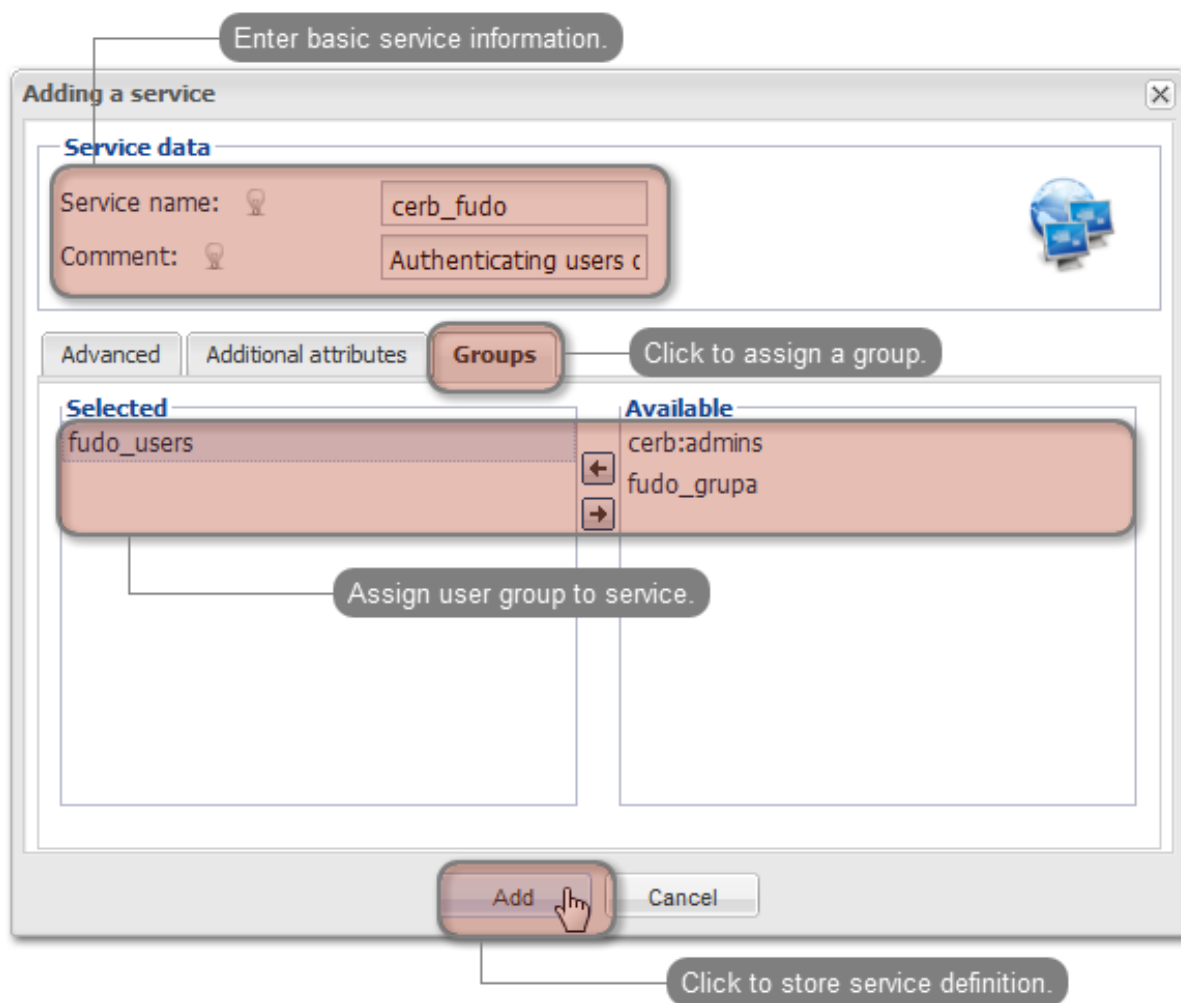 Enter basic service information.
Adding a service
Service data
Service name: cerb_fudo
Comment: Authenticating users
Advanced Additional attributes Groups Click to assign a group.
Selected Available
fudo_users cerb:admins
fudo_grupa
Assign user group to service.
Add Cancel
Click to store service definition.